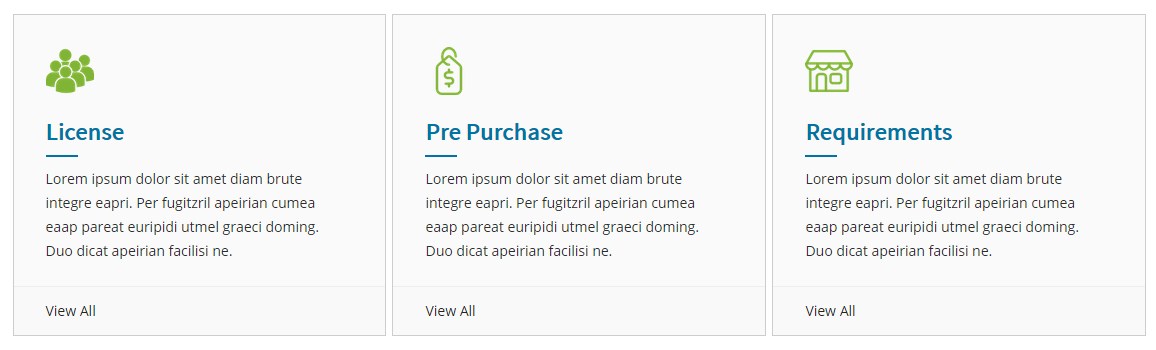 License
Lorem ipsum dolor sit amet diam brute
integre eapri. Per fugitzril apeirian cumea
eaap pareat euripidi utmel graeci doming.
Duo dicat apeirian facilisi ne.
View All
$
Pre Purchase
Lorem ipsum dolor sit amet diam brute
integre eapri. Per fugitzril apeirian cumea
eaap pareat euripidi utmel graeci doming.
Duo dicat apeirian facilisi ne.
View All
Requirements
Lorem ipsum dolor sit amet diam brute
integre eapri. Per fugitzril apeirian cumea
eaap pareat euripidi utmel graeci doming.
Duo dicat apeirian facilisi ne.
View All